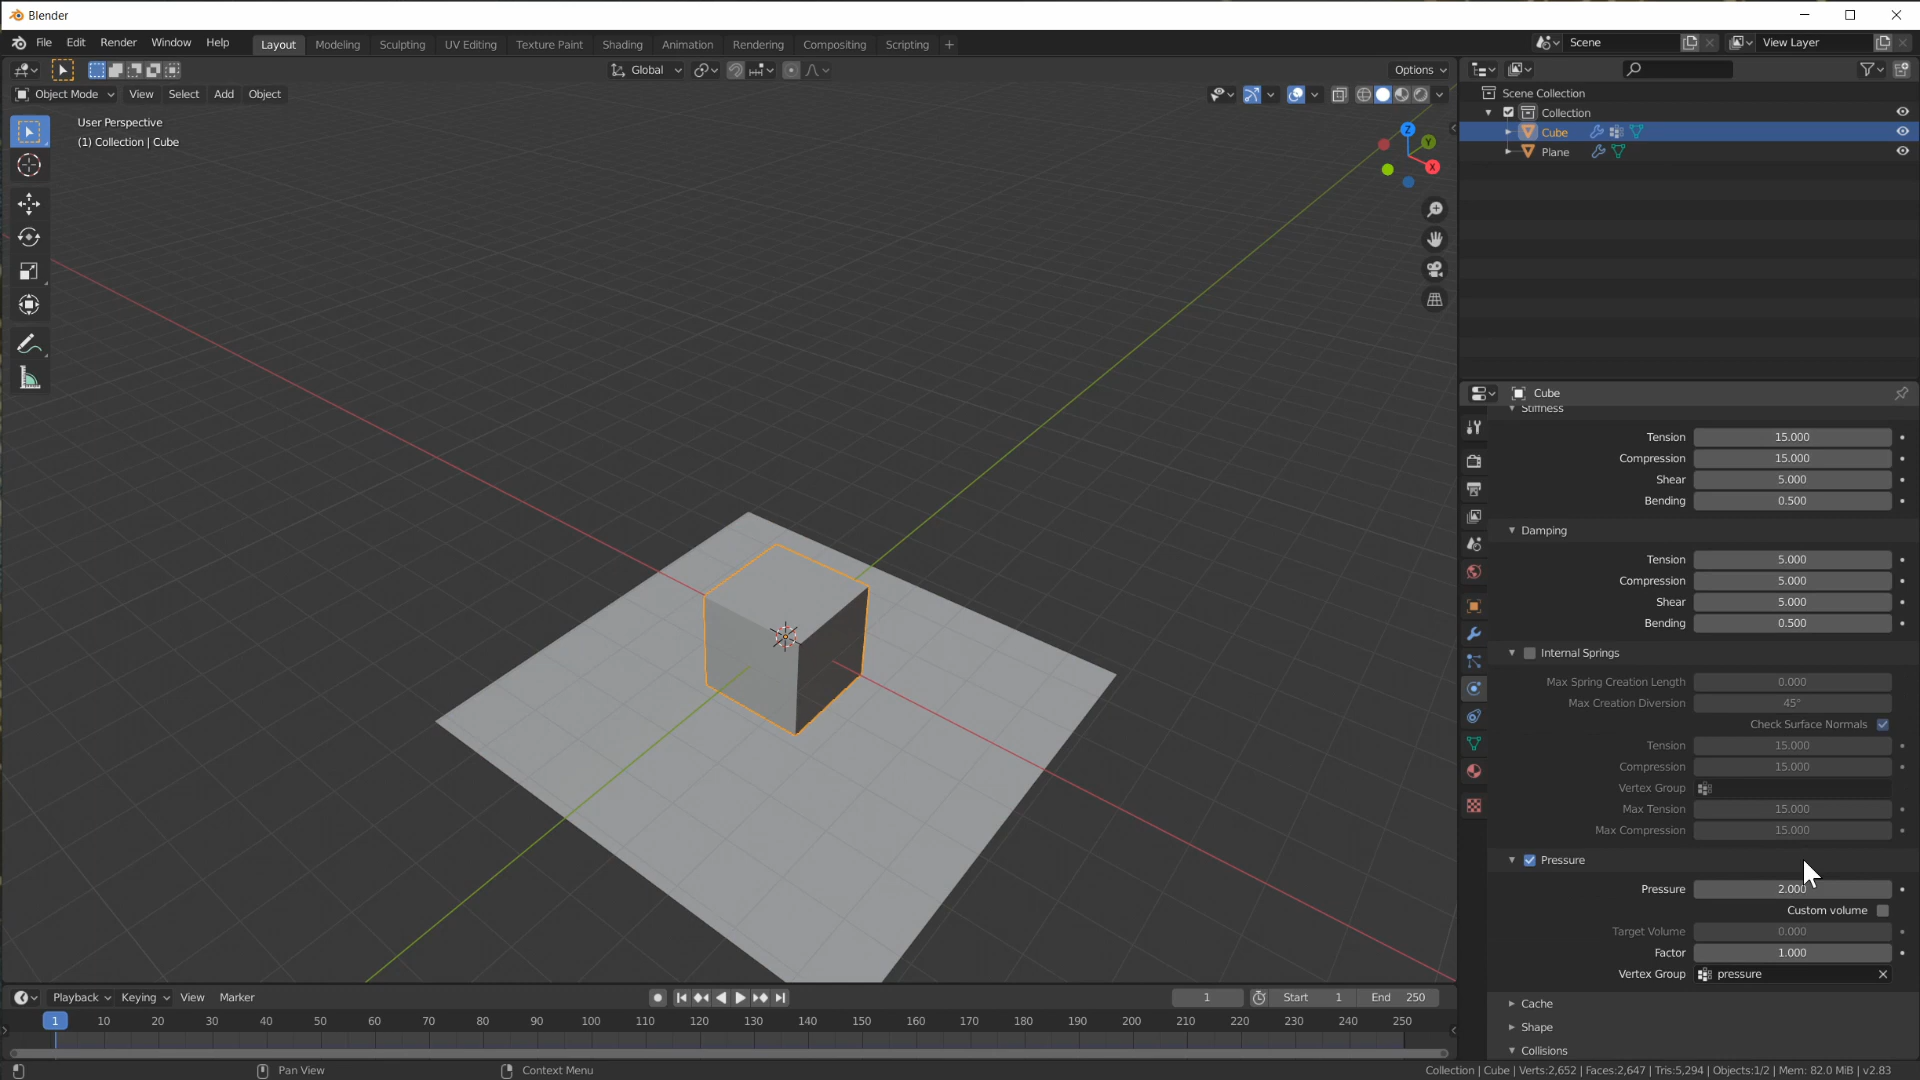 Blender
File Edit Render Window Help Layout Modeling Sculpting UV Editing Texture Paint Shading Animation Rendering Compositing Scripting +
Scene View Layer
Global Options
Object Mode View Select Add Object
User Perspective
(1) Collection | Cube
Z
Y
X
Scene Collection
Collection
Cube
Plane
Cube
Stiffness
Tension 15.000
Compression 15.000
Shear 5.000
Bending 0.500
Damping
Tension 5.000
Compression 5.000
Shear 5.000
Bending 0.500
Internal Springs
Max Spring Creation Length 0.000
Max Creation Diversion 45°
Check Surface Normals
Tension 15.000
Compression 15.000
Vertex Group
Max Tension 15.000
Max Compression 15.000
Pressure
Pressure 2.000
Custom volume
Target Volume 0.000
Factor 1.000
Vertex Group pressure
Cache
Shape
Collisions
Playback Keying View Marker 1 Start 1 End 250
1 10 20 30 40 50 60 70 80 90 100 110 120 130 140 150 160 170 180 190 200 210 220 230 240 250
Pan View Context Menu Collection | Cube | Verts:2,652 | Faces:2,647 | Tris:5,294 | Objects:1/2 | Mem: 82.0 MiB | v2.83